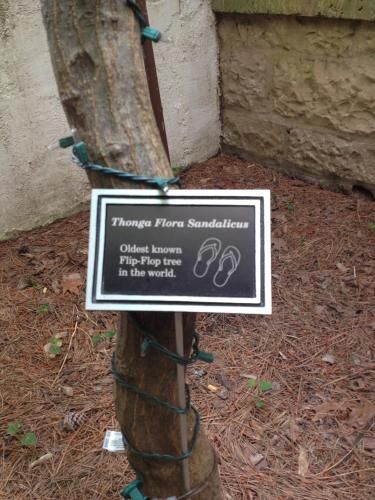 Thonga Flora Sandalicus
Oldest known
Flip-Flop tree
in the world.